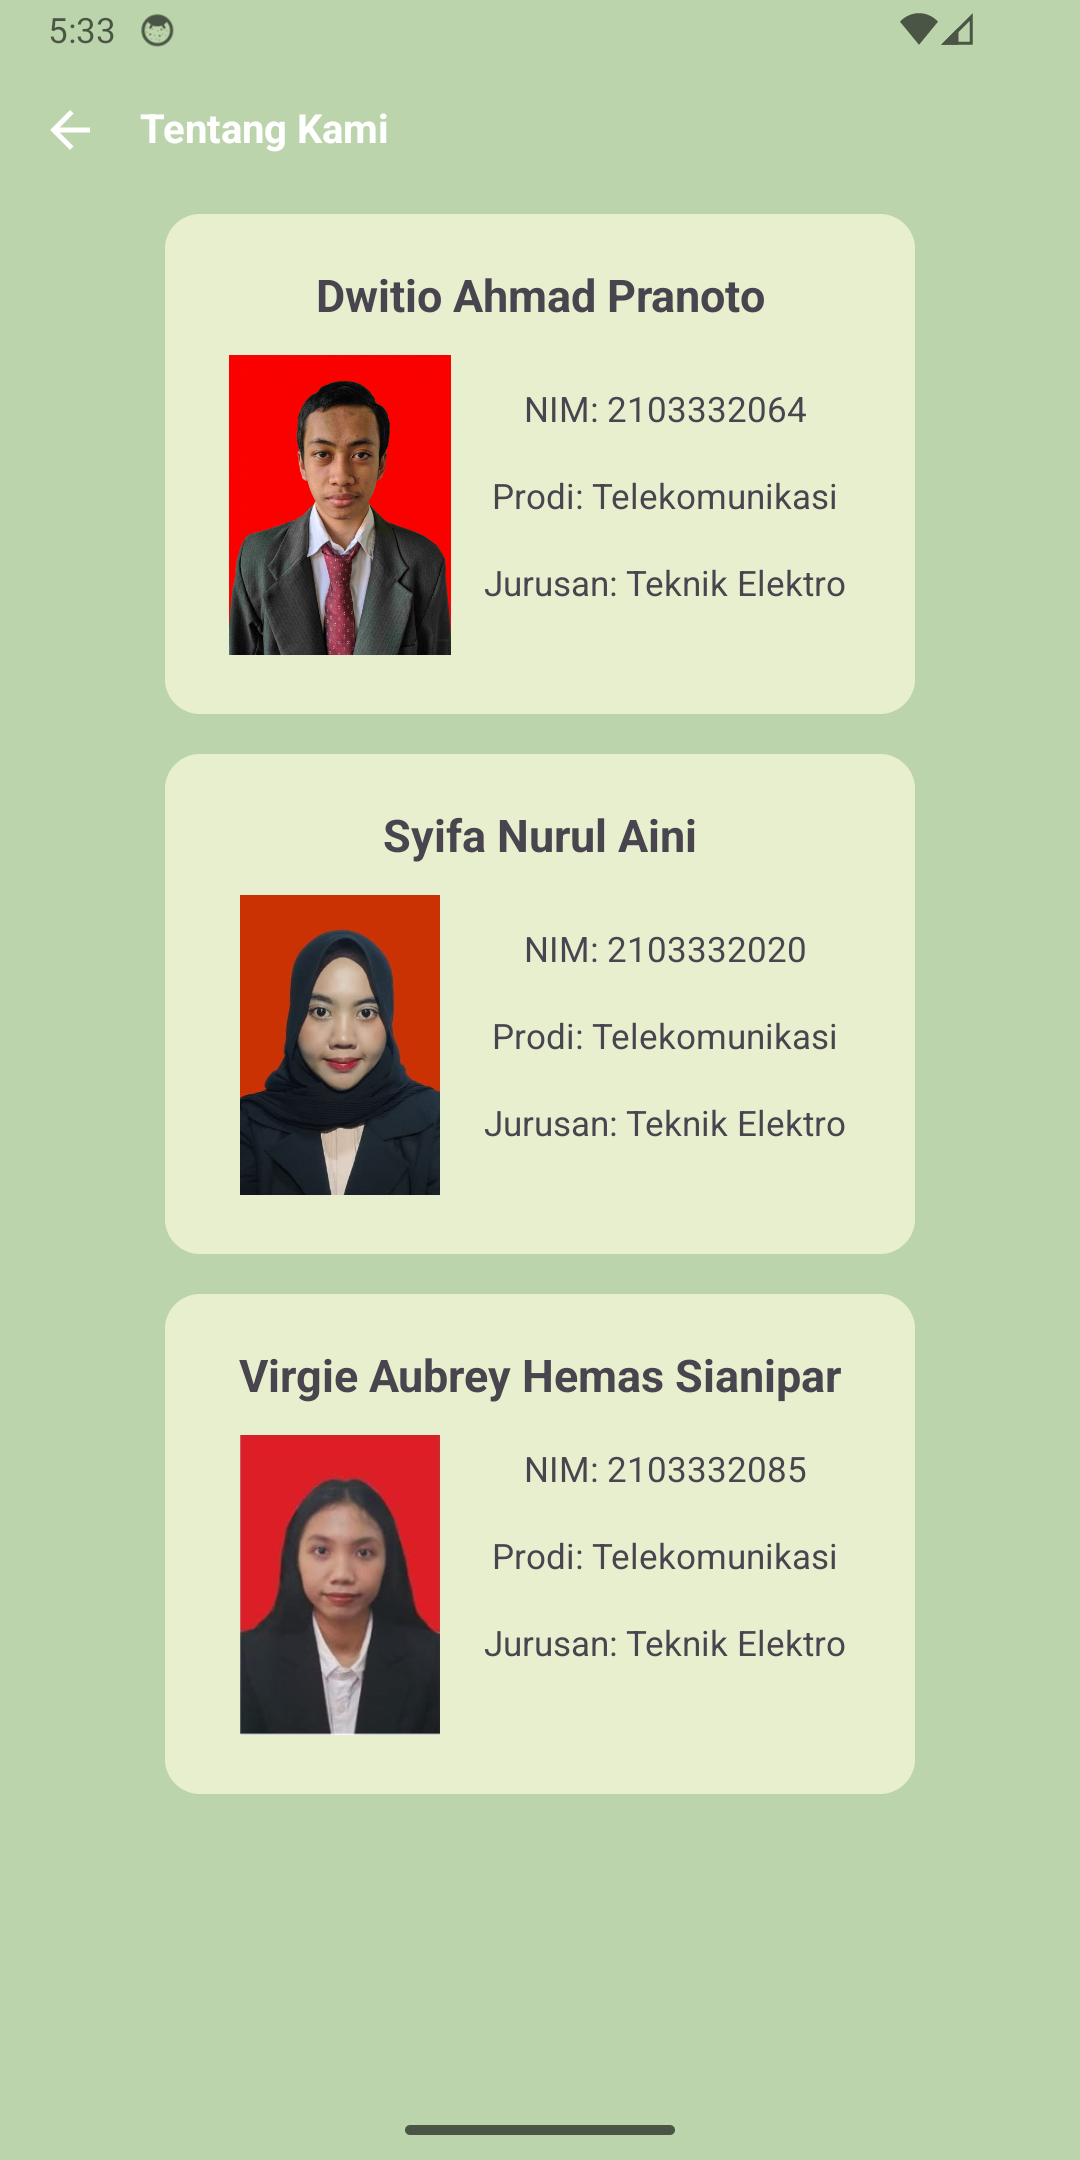 5:33
Tentang Kami
Dwitio Ahmad Pranoto
NIM: 2103332064
Prodi: Telekomunikasi
Jurusan: Teknik Elektro
Syifa Nurul Aini
NIM: 2103332020
Prodi: Telekomunikasi
Jurusan: Teknik Elektro
Virgie Aubrey Hemas Sianipar
NIM: 2103332085
Prodi: Telekomunikasi
Jurusan: Teknik Elektro